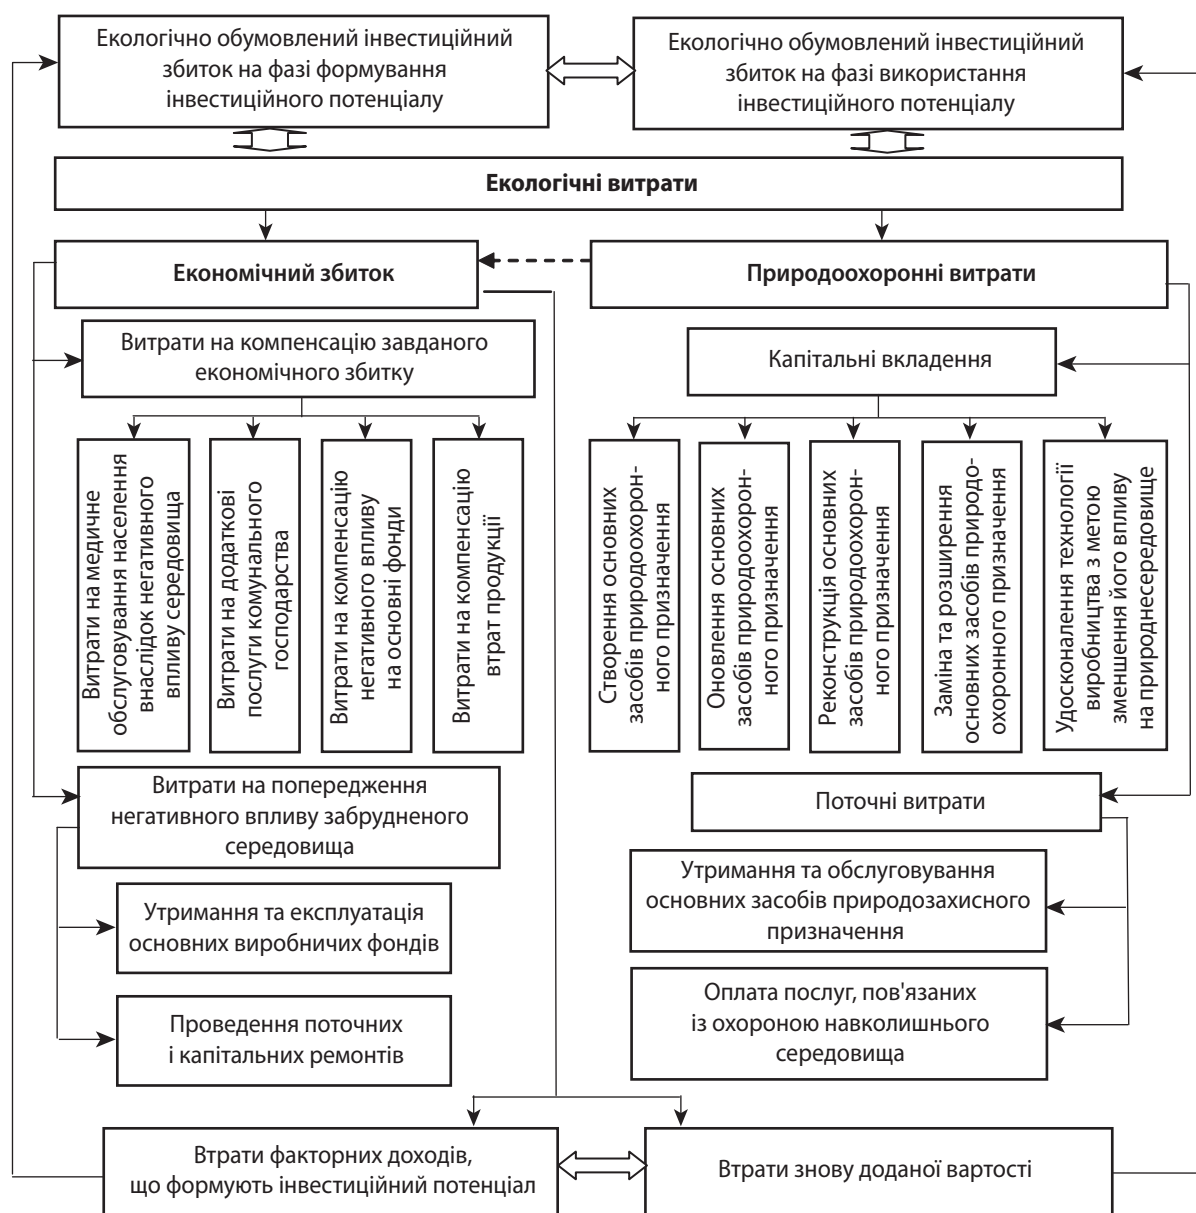 Екологічно обумовлений інвестиційний
збиток на фазі формування
інвестиційного потенціалу
Екологічно обумовлений інвестиційний
збиток на фазі використання
інвестиційного потенціалу
Екологічні витрати
Економічний збиток
Природоохоронні витрати
Витрати на компенсацію завданого
економічного збитку
Капітальні вкладення
Витрати на медичне
обслуговування населення
внаслідок негативного
впливу середовища
Витрати на додаткові
послуги комунального
господарства
Витрати на компенсацію
негативного впливу
на основні фонди
Витрати на компенсацію
втрат продукції
Створення основних
засобів природоохорон-
ного призначення
Оновлення основних
засобів природоохорон-
ного призначення
Реконструкція основних
засобів природоохорон-
ного призначення
Заміна та розширення
основних засобів природо-
охоронного призначення
Удосконалення технології
виробництва з метою
зменшення його впливу
на природнесередовище
Витрати на попередження
негативного впливу забрудненого
середовища
Поточні витрати
Утримання та експлуатація
основних виробничих фондів
Проведення поточних
і капітальних ремонтів
Утримання та обслуговування
основних засобів природозахисного
призначення
Оплата послуг, пов'язаних
із охороною навколишнього
середовища
Втрати факторних доходів,
що формують інвестиційний потенціал
Втрати знову доданої вартості